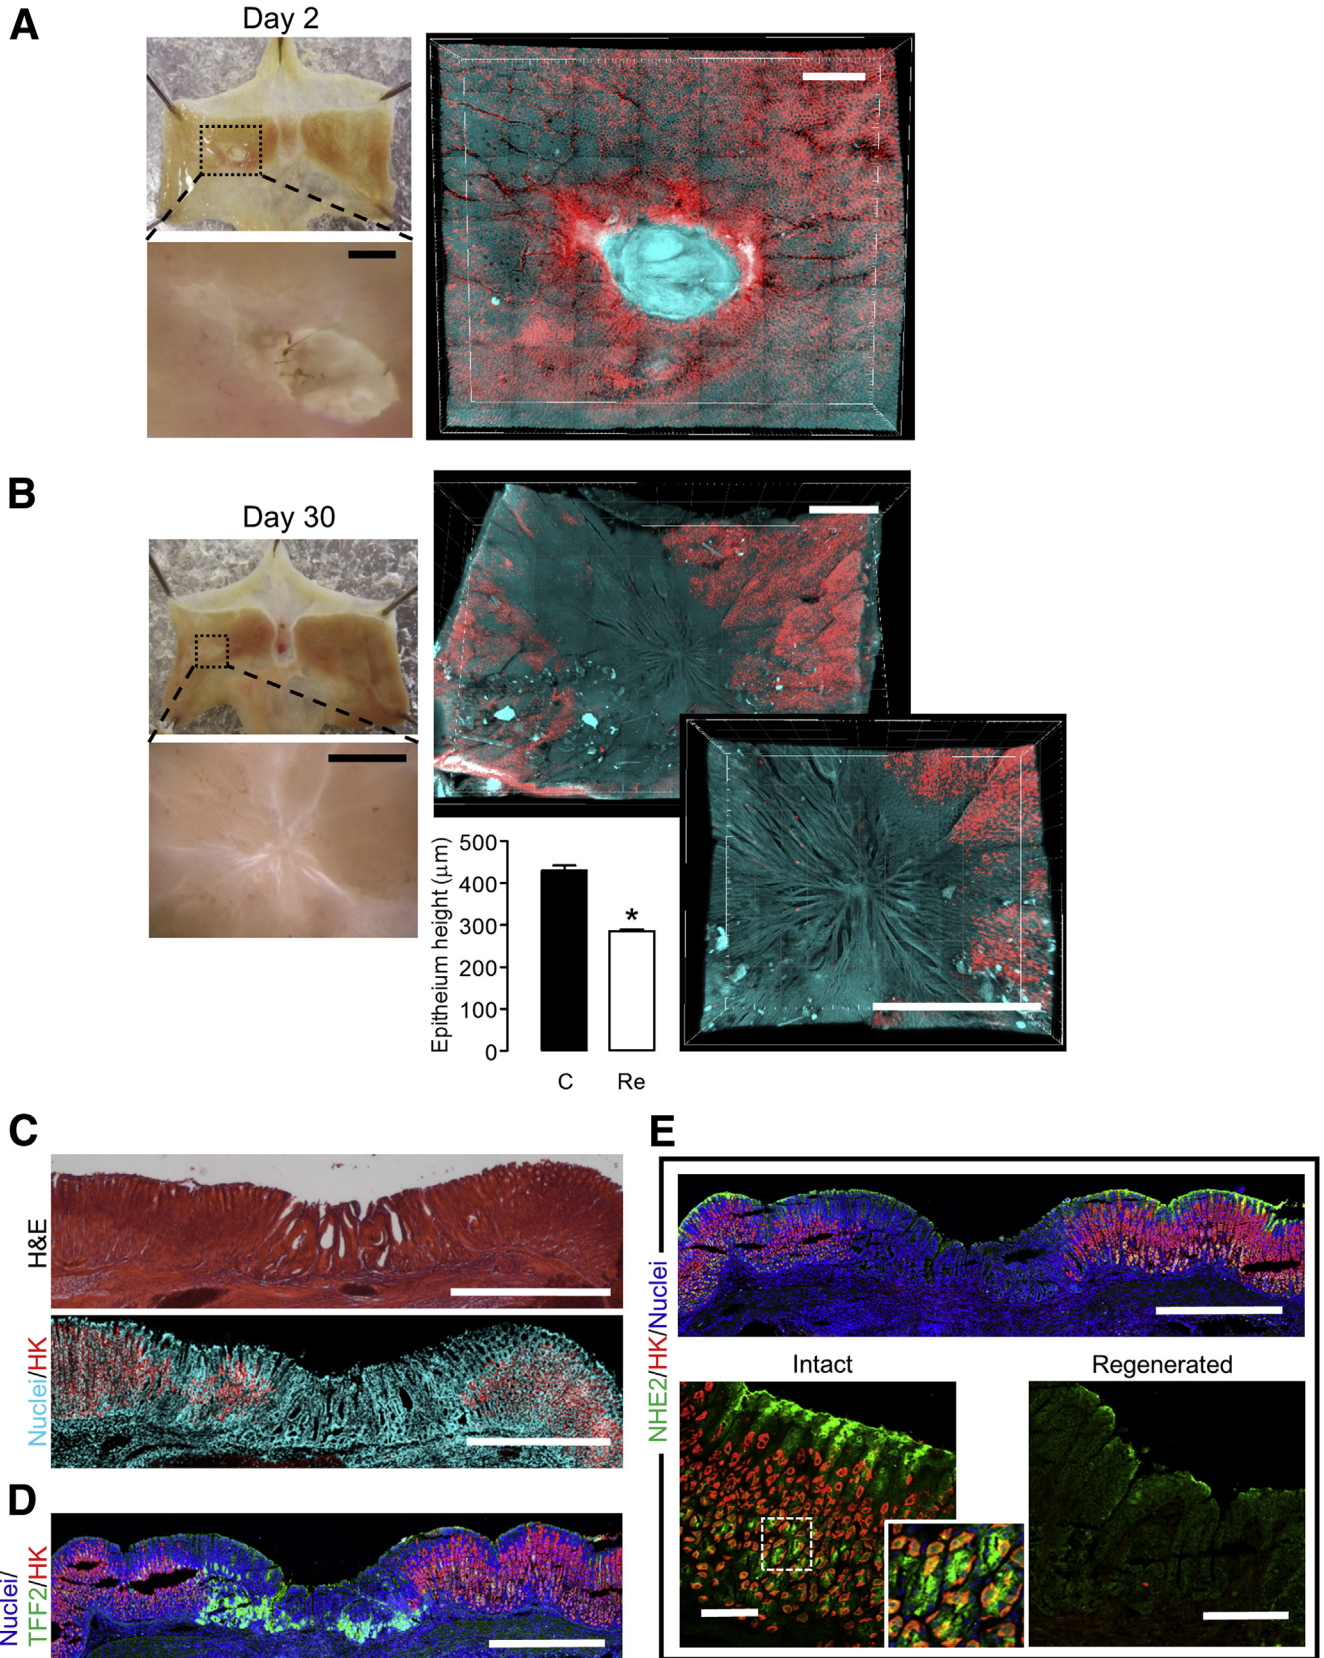 A
Day 2
B
Day 30
500
400
300
200
100
0
Epitheium height (μm)
*
C
Re
C
H&E
Nuclei/HK
D
Nuclei/
TFF2/HK
E
NHE2/HK/Nuclei
Intact
Regenerated